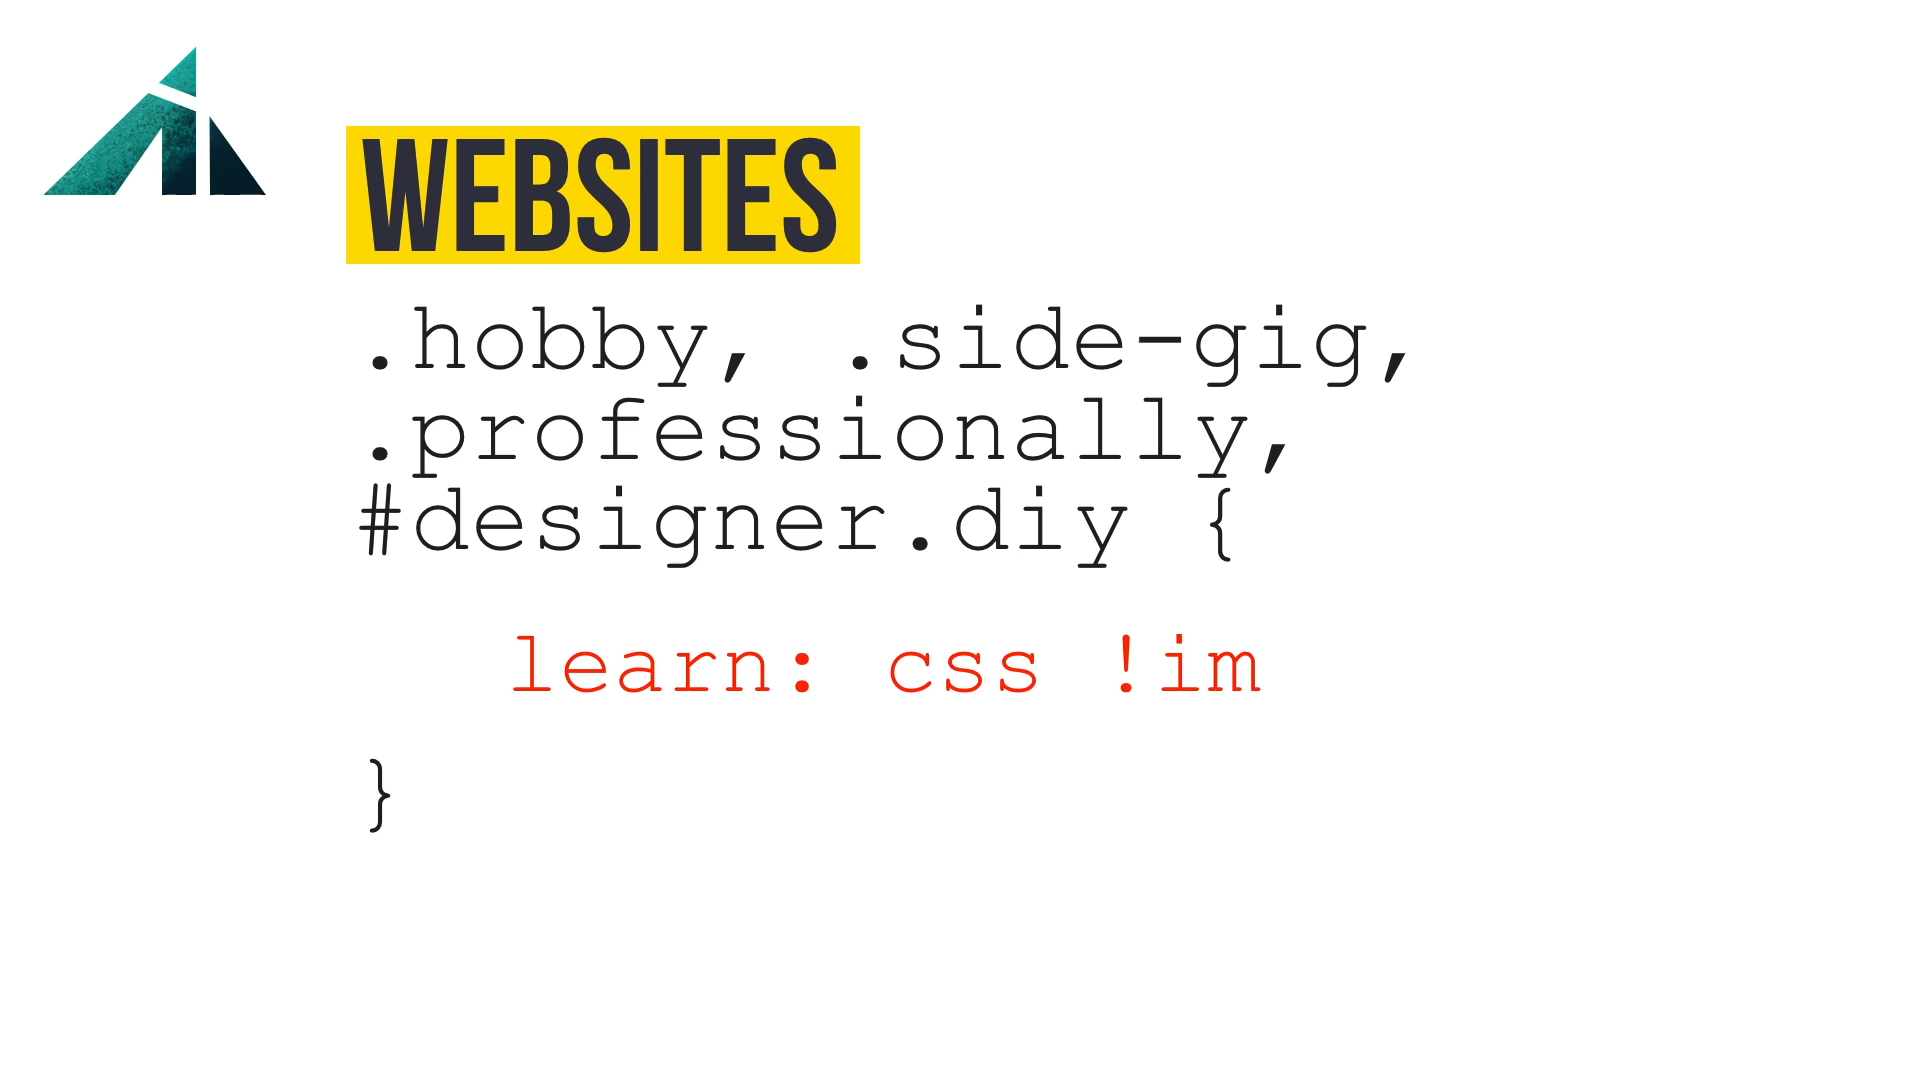 WEBSITES
.hobby, .side-gig,
.professionally,
#designer.diy {
learn: css !im
}